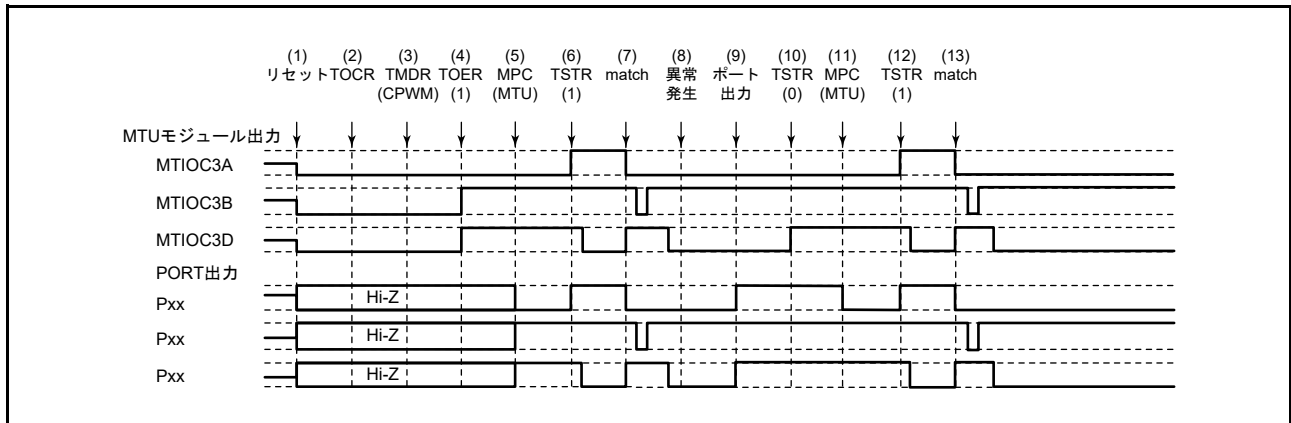 (1) (2) (3) (4) (5) (6) (7) (8) (9) (10) (11) (12) (13)
リセット TOCR TMDR TOER MPC TSTR match 異常 ポート TSTR MPC TSTR match
(CPWM) (1) (MTU) (1) 発生 出力 (0) (MTU) (1)
MTUモジュール出力
MTIOC3A
MTIOC3B
MTIOC3D
PORT出力
Pxx Hi-Z
Pxx Hi-Z
Pxx Hi-Z